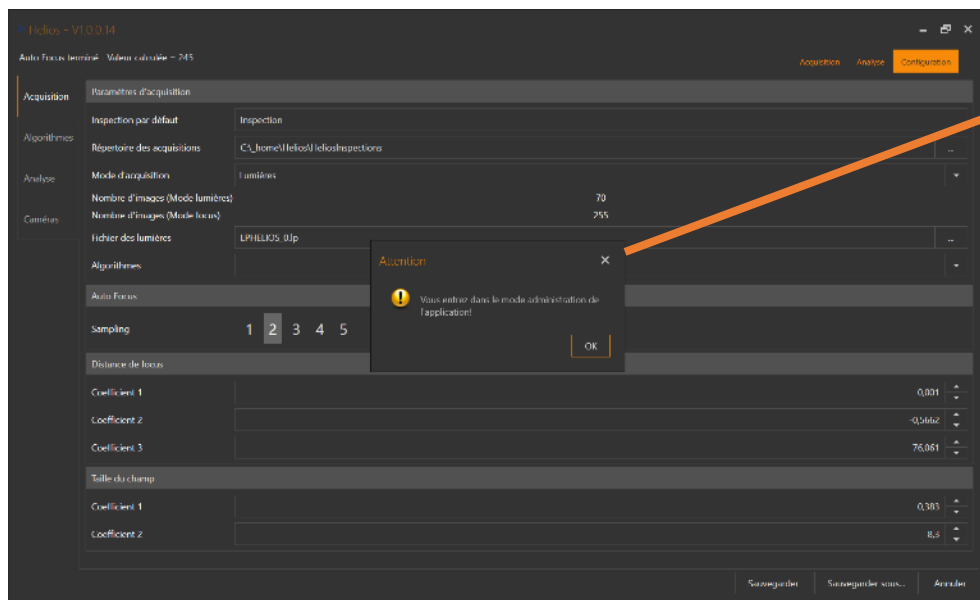 Helios - V1.0.0.14
Auto Focus terminé Valeur calculée = 245
Acquisition Analyse Configuration
Acquisition
Algorithmes
Analyse
Caméras
Paramètres d'acquisition
Inspection par défaut Inspection
Répertoire des acquisitions C:\_home\Helios\HeliosInspections ...
Mode d'acquisition Lumières
Nombre d'images (Mode lumières) 70
Nombre d'images (Mode focus) 255
Fichier des lumières LPHELIOS_0.lp ...
Algorithmes
Attention
Vous entrez dans le mode administration de
l'application!
OK
Auto Focus
Sampling 1 2 3 4 5
Distance de focus
Coefficient 1 0,001
Coefficient 2 -0,5662
Coefficient 3 76,061
Taille du champ
Coefficient 1 0,383
Coefficient 2 8,3
Sauvegarder Sauvegarder sous... Annuler